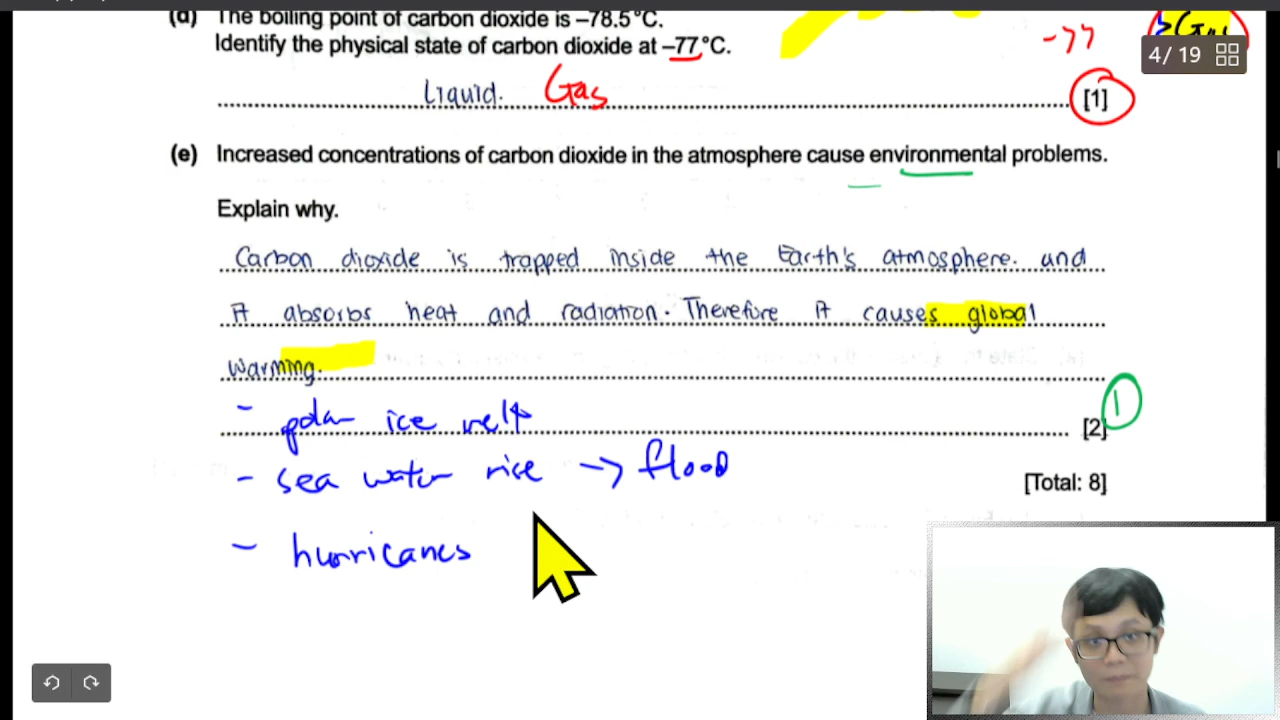 (d) The boiling point of carbon dioxide is –78.5°C.
Identify the physical state of carbon dioxide at –77°C.
-77
Gas
4/ 19
Liquid. Gas
[1]
(e) Increased concentrations of carbon dioxide in the atmosphere cause environmental problems.
Explain why.
Carbon dioxide is trapped inside the Earth's atmosphere. and
it absorbs heat and radiation. Therefore it causes global
warming.
- polar ice melt
[2] 1
- sea water rise → flood
[Total: 8]
- hurricanes